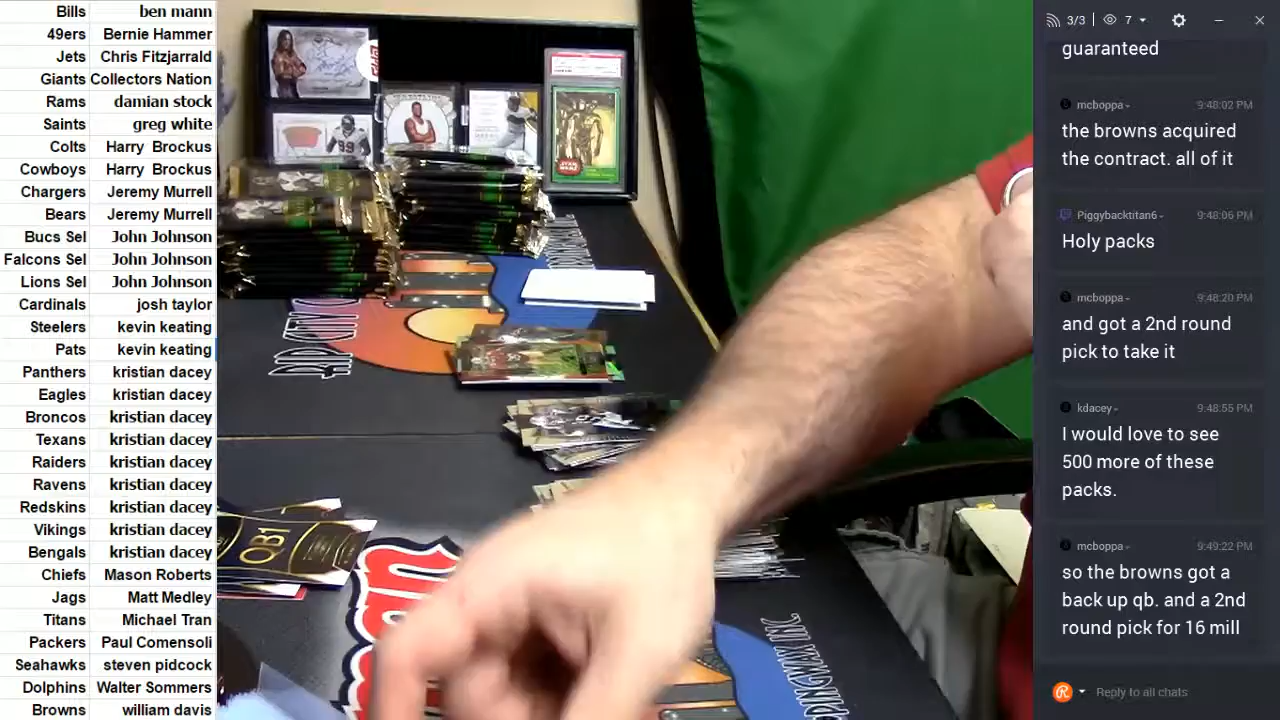 Bills ben mann
49ers Bernie Hammer
Jets Chris Fitzjarrald
Giants Collectors Nation
Rams damian stock
Saints greg white
Colts Harry Brockus
Cowboys Harry Brockus
Chargers Jeremy Murrell
Bears Jeremy Murrell
Bucs Sel John Johnson
Falcons Sel John Johnson
Lions Sel John Johnson
Cardinals josh taylor
Steelers kevin keating
Pats kevin keating
Panthers kristian dacey
Eagles kristian dacey
Broncos kristian dacey
Texans kristian dacey
Raiders kristian dacey
Ravens kristian dacey
Redskins kristian dacey
Vikings kristian dacey
Bengals kristian dacey
Chiefs Mason Roberts
Jags Matt Medley
Titans Michael Tran
Packers Paul Comensoli
Seahawks steven pidcock
Dolphins Walter Sommers
Browns william davis
STAR WARS
RIP CITY
QB1
3/3 7
guaranteed
mcboppa 9:48:02 PM
the browns acquired
the contract. all of it
Piggybacktitan6 9:48:06 PM
Holy packs
mcboppa 9:48:20 PM
and got a 2nd round
pick to take it
kdacey 9:48:55 PM
I would love to see
500 more of these
packs.
mcboppa 9:49:22 PM
so the browns got a
back up qb. and a 2nd
round pick for 16 mill
Reply to all chats